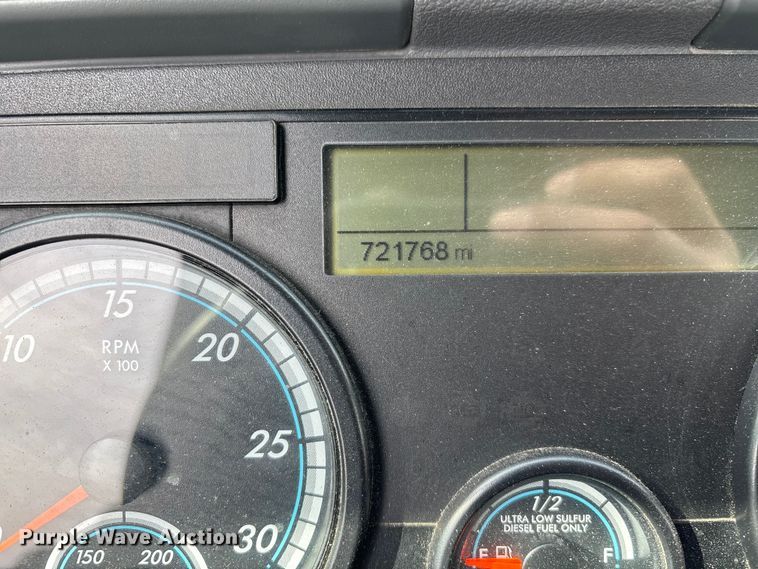 721768 mi
15
10
20
RPM
X 100
25
30
150 200
1/2
ULTRA LOW SULFUR
DIESEL FUEL ONLY
E F
Purple Wave Auction